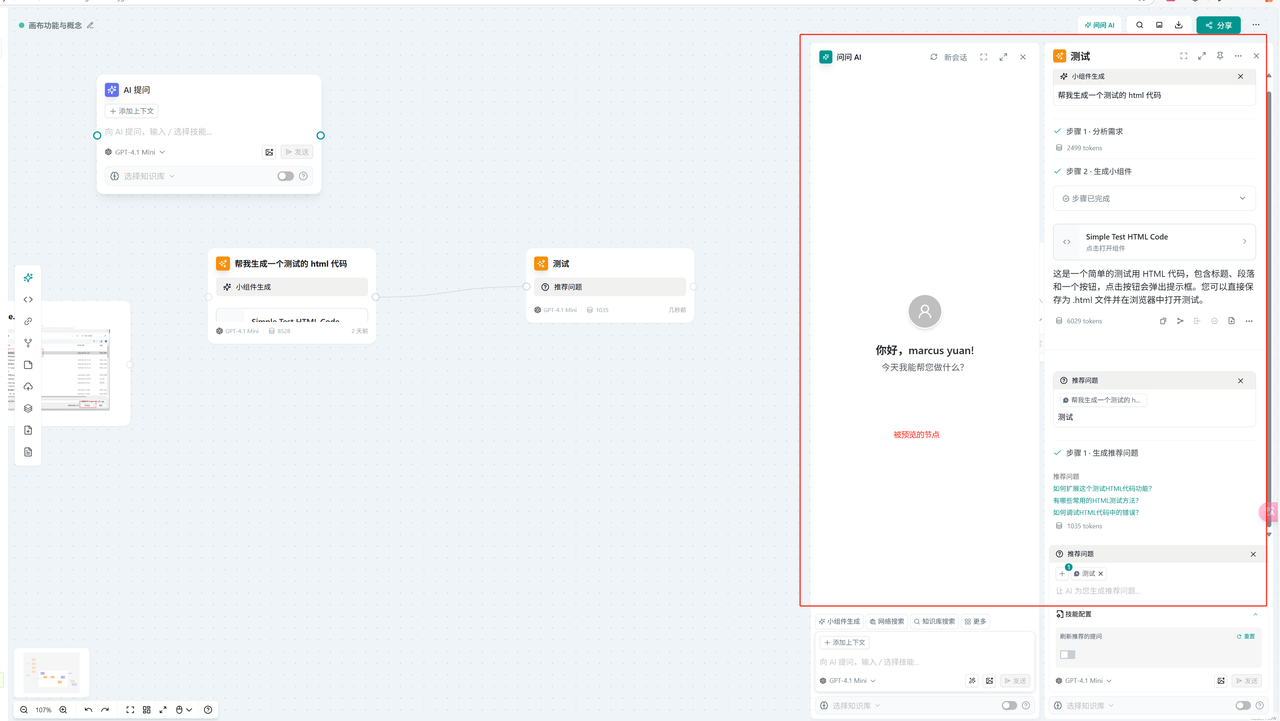 画布功能与概念
问问 AI
分享
AI 提问
添加上下文
向 AI 提问，输入 / 选择技能...
GPT-4.1 Mini
发送
选择知识库
帮我生成一个测试的 html 代码
小组件生成
Simple Test HTML Code
GPT-4.1 Mini
8528
2 天前
测试
推荐问题
GPT-4.1 Mini
1035
几秒前
e.
107%
问问 AI
新会话
你好，marcus yuan!
今天我能帮您做什么?
被预览的节点
小组件生成
网络搜索
知识库搜索
更多
添加上下文
向 AI 提问，输入 / 选择技能...
GPT-4.1 Mini
发送
选择知识库
测试
小组件生成
帮我生成一个测试的 html 代码
步骤 1 · 分析需求
2499 tokens
步骤 2 · 生成小组件
步骤已完成
Simple Test HTML Code
点击打开组件
这是一个简单的测试用 HTML 代码，包含标题、段落
和一个按钮，点击按钮会弹出提示框。您可以直接保
存为 .html 文件并在浏览器中打开测试。
6029 tokens
推荐问题
帮我生成一个测试的 h...
测试
步骤 1 · 生成推荐问题
推荐问题
如何扩展这个测试HTML代码功能?
有哪些常用的HTML测试方法?
如何调试HTML代码中的错误?
1035 tokens
推荐问题
1
测试
让 AI 为您生成推荐问题...
技能配置
刷新推荐的提问
重置
GPT-4.1 Mini
发送
选择知识库